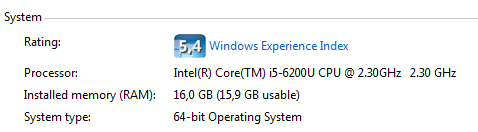 System
Rating: 5,4 Windows Experience Index
Processor: Intel(R) Core(TM) i5-6200U CPU @ 2.30GHz 2.30 GHz
Installed memory (RAM): 16,0 GB (15,9 GB usable)
System type: 64-bit Operating System